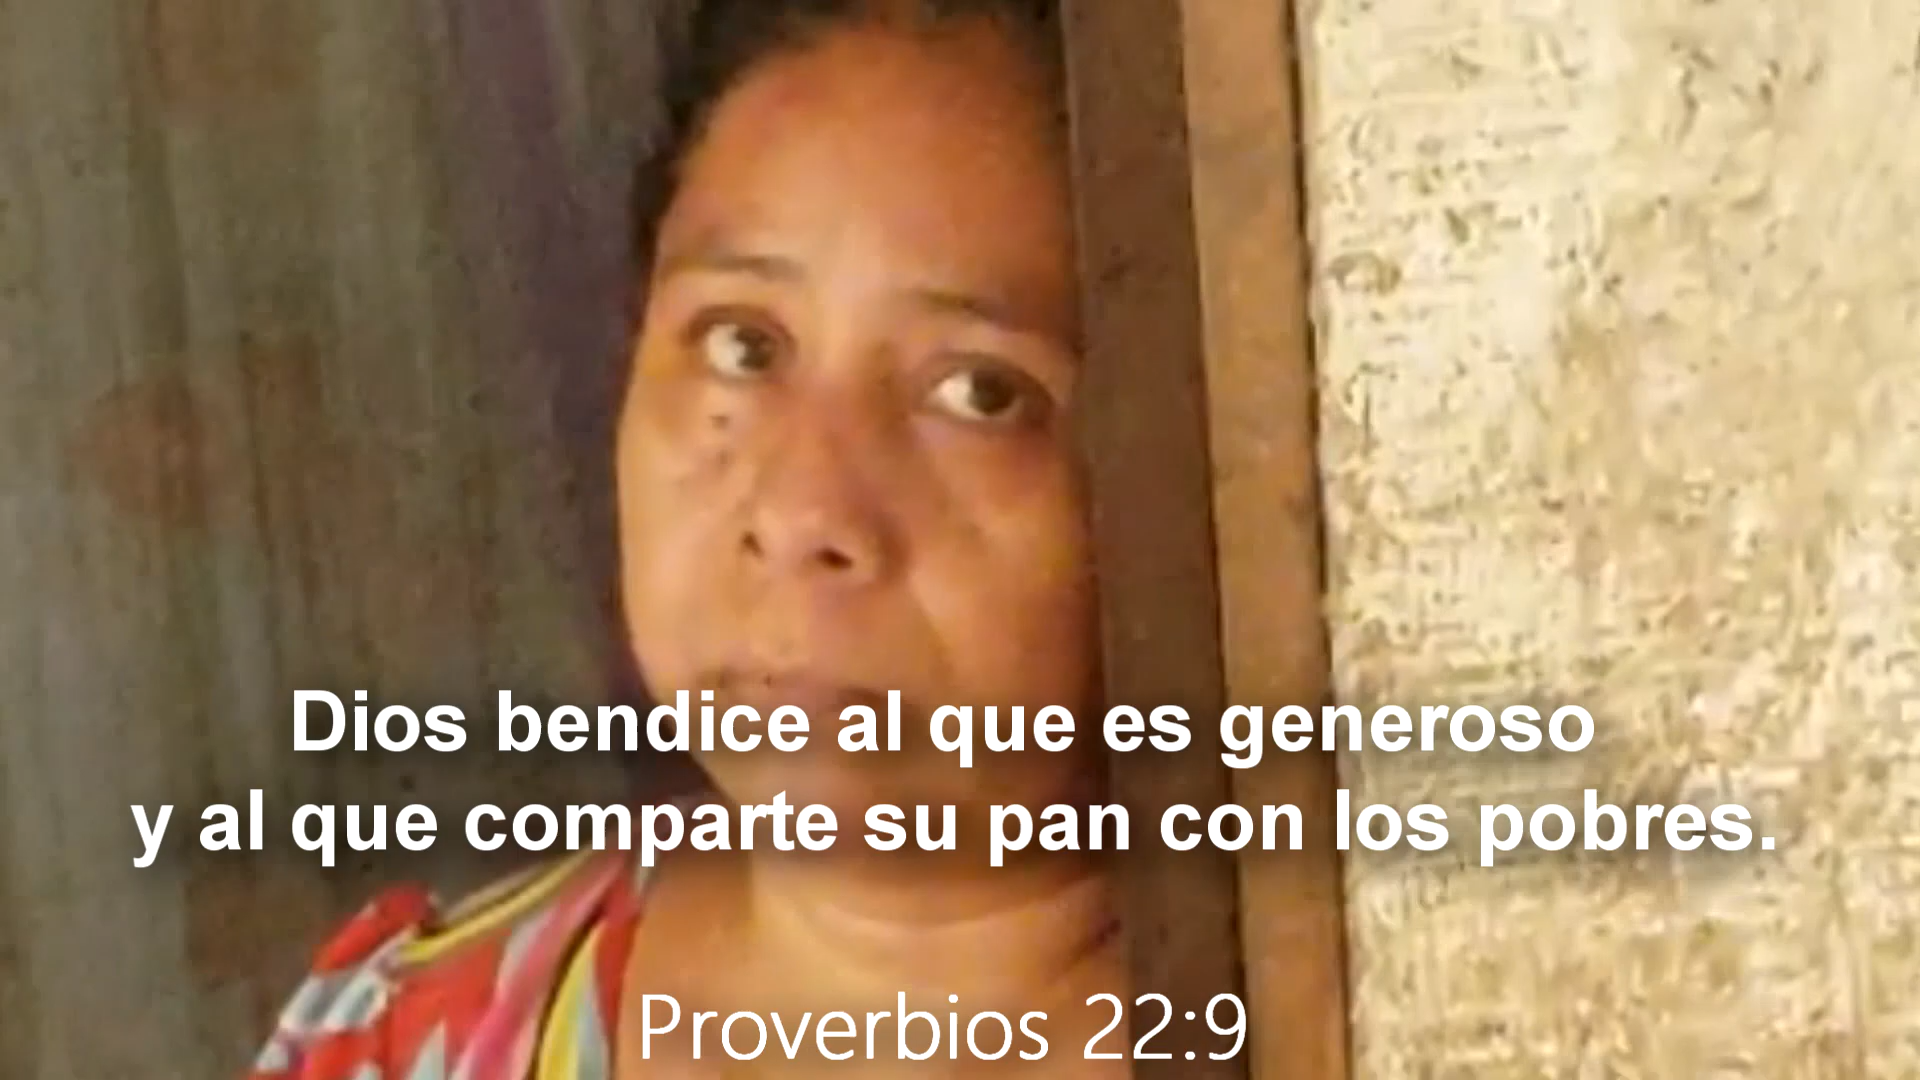 Dios bendice al que es generoso
y al que comparte su pan con los pobres.
Proverbios 22:9